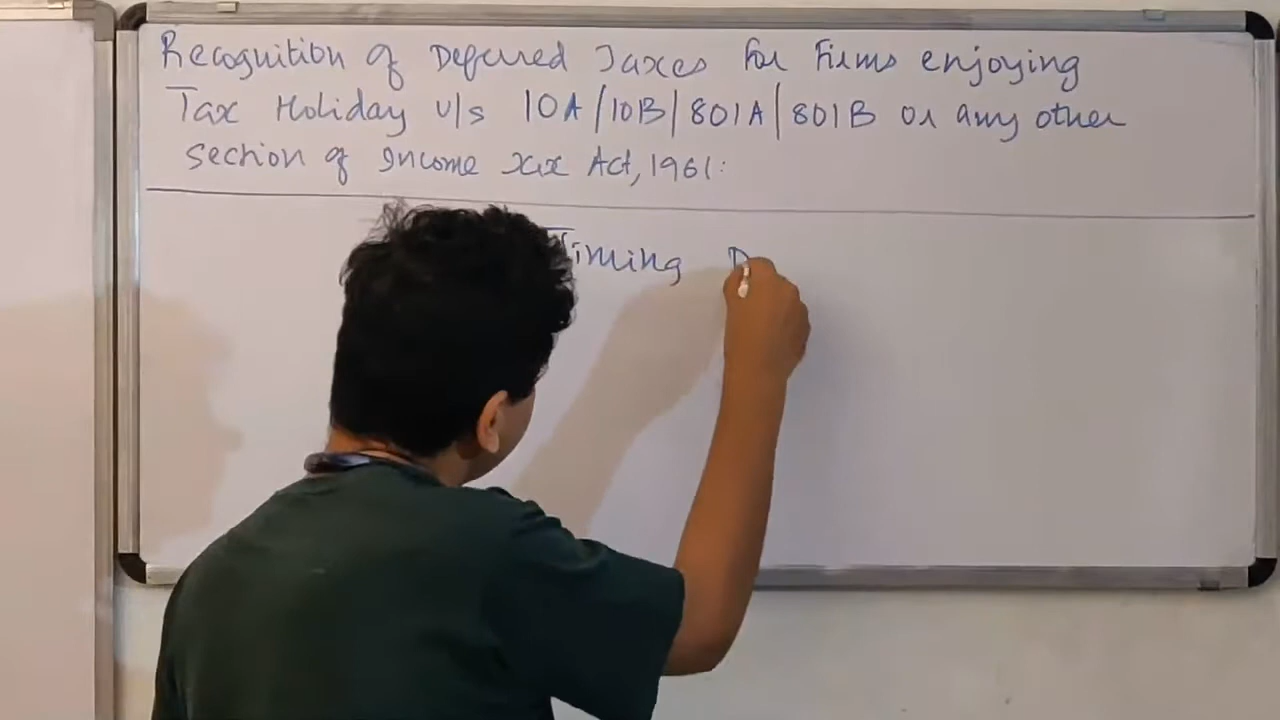 Recognition of Deferred Taxes for Firms enjoying
Tax Holiday u/s 10A/10B/80IA/80IB or any other
section of Income Tax Act, 1961:
Timing D